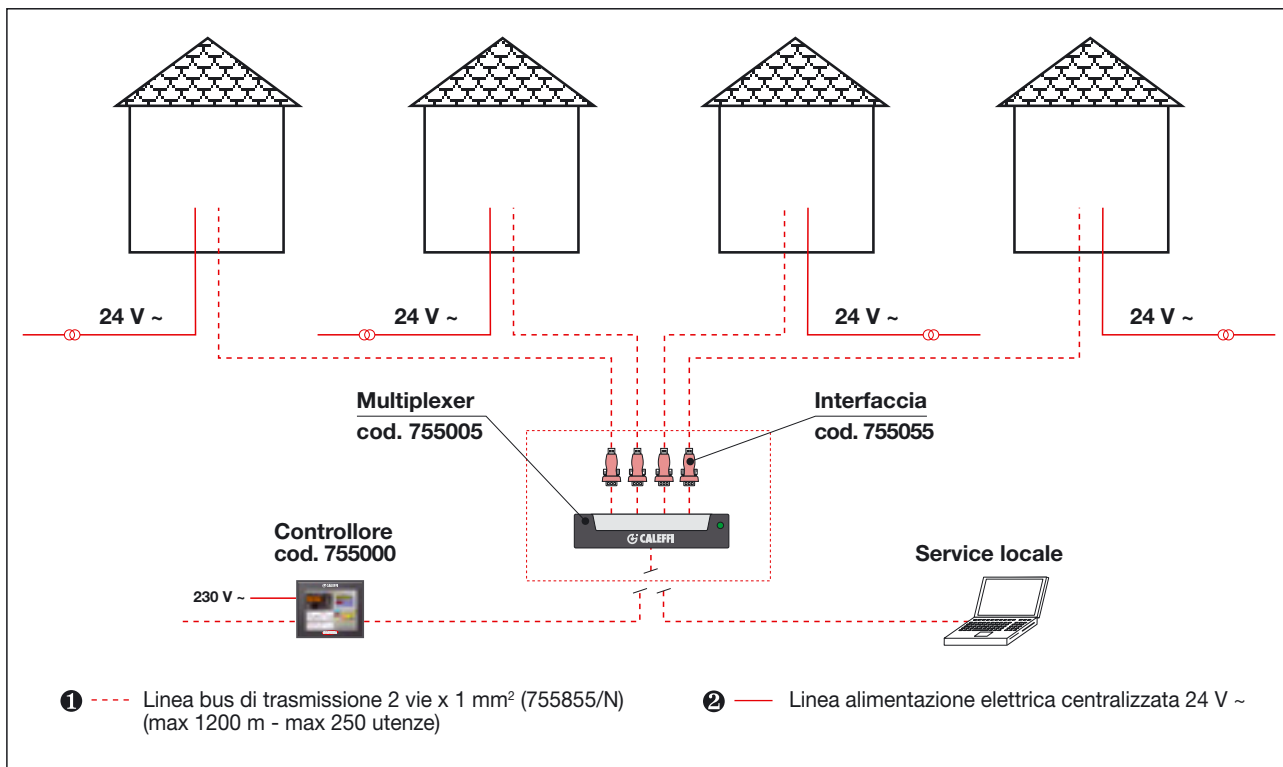 24 V ~
24 V ~
24 V ~
24 V ~
Multiplexer
cod. 755005
Interfaccia
cod. 755055
CALEFFI
Controllore
cod. 755000
CALEFFI
230 V ~
Service locale
❶ Linea bus di trasmissione 2 vie x 1 mm² (755855/N)
(max 1200 m - max 250 utenze)
❷ Linea alimentazione elettrica centralizzata 24 V ~